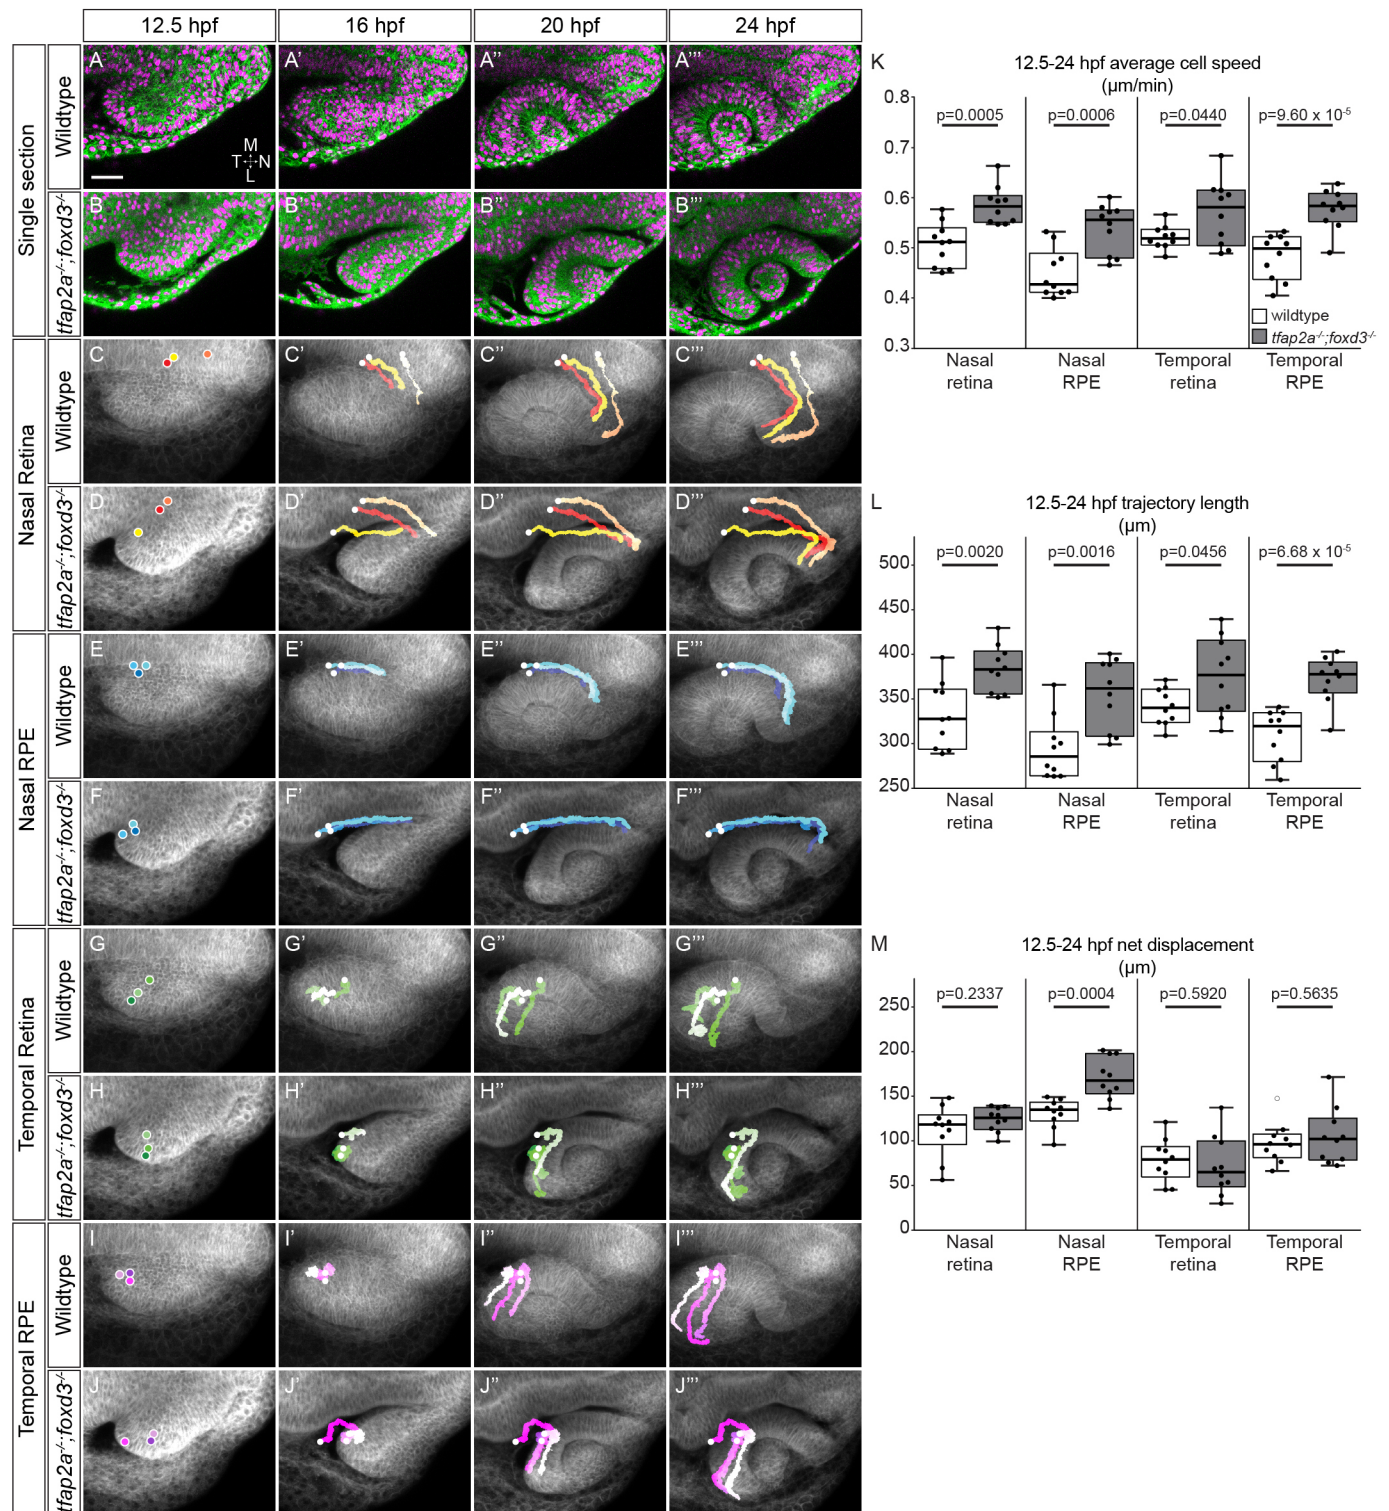 12.5 hpf 16 hpf 20 hpf 24 hpf
Single section
Wildtype
A A' A'' A'''
M
T N
L
tfap2a-/-;foxd3-/-
B B' B'' B'''
Nasal Retina
Wildtype
C C' C'' C'''
tfap2a-/-;foxd3-/-
D D' D'' D'''
Nasal RPE
Wildtype
E E' E'' E'''
tfap2a-/-;foxd3-/-
F F' F'' F'''
Temporal Retina
Wildtype
G G' G'' G'''
tfap2a-/-;foxd3-/-
H H' H'' H'''
Temporal RPE
Wildtype
I I' I'' I'''
tfap2a-/-;foxd3-/-
J J' J'' J'''
K
12.5-24 hpf average cell speed
(µm/min)
p=0.0005 p=0.0006 p=0.0440 p=9.60 x 10-5
0.8
0.7
0.6
0.5
0.4
0.3
wildtype
tfap2a-/-;foxd3-/-
Nasal Nasal Temporal Temporal
retina RPE retina RPE
L
12.5-24 hpf trajectory length
(µm)
p=0.0020 p=0.0016 p=0.0456 p=6.68 x 10-5
500
450
400
350
300
250
Nasal Nasal Temporal Temporal
retina RPE retina RPE
M
12.5-24 hpf net displacement
(µm)
p=0.2337 p=0.0004 p=0.5920 p=0.5635
250
200
150
100
50
0
Nasal Nasal Temporal Temporal
retina RPE retina RPE